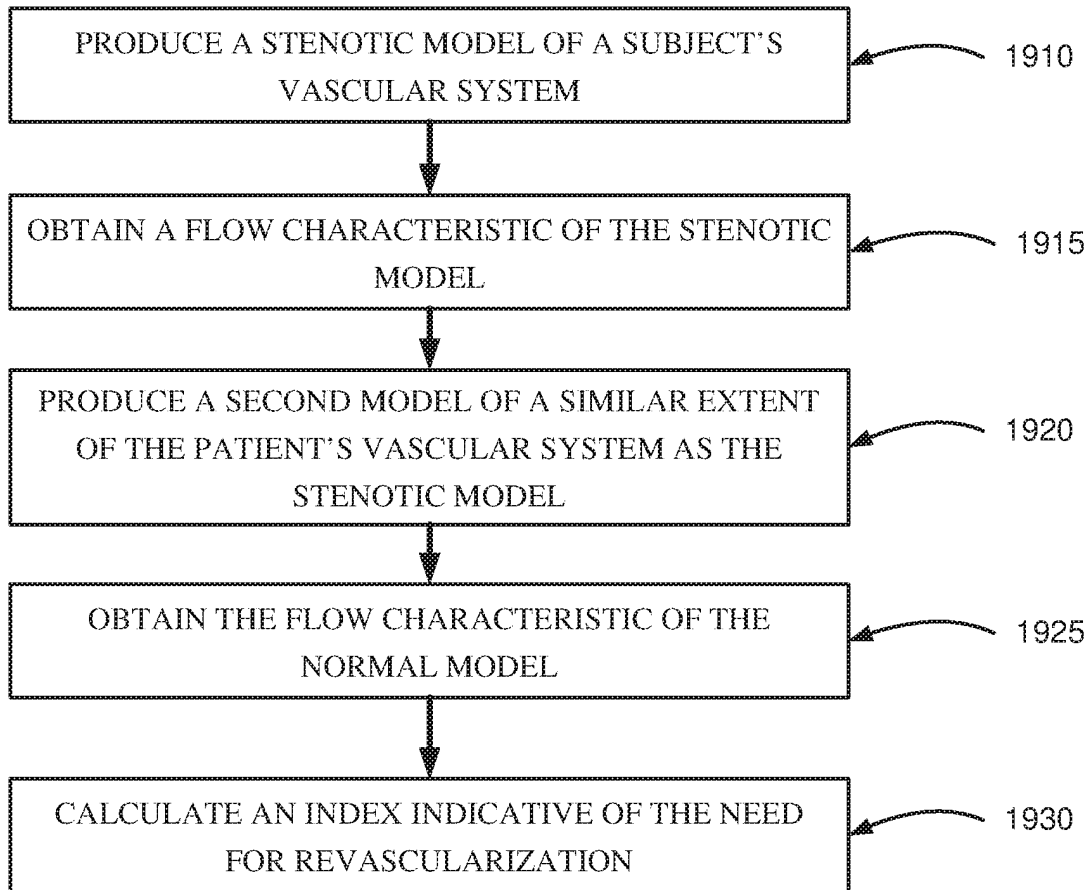 PRODUCE A STENOTIC MODEL OF A SUBJECT'S
VASCULAR SYSTEM
1910
OBTAIN A FLOW CHARACTERISTIC OF THE STENOTIC
MODEL
1915
PRODUCE A SECOND MODEL OF A SIMILAR EXTENT
OF THE PATIENT'S VASCULAR SYSTEM AS THE
STENOTIC MODEL
1920
OBTAIN THE FLOW CHARACTERISTIC OF THE
NORMAL MODEL
1925
CALCULATE AN INDEX INDICATIVE OF THE NEED
FOR REVASCULARIZATION
1930